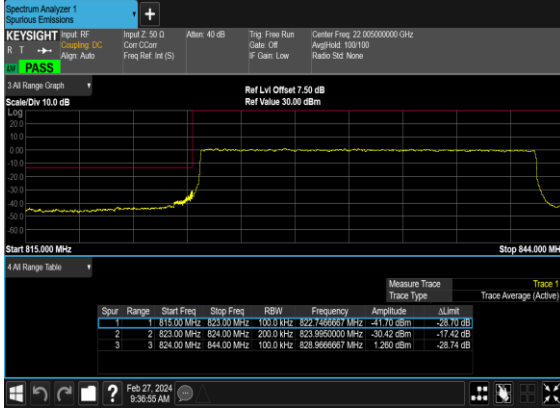 Spectrum Analyzer 1
Spurious Emissions
+
KEYSIGHT Input: RF Input Z: 50 Ω Atten: 40 dB Trig: Free Run Center Freq: 22.005000000 GHz
R T Coupling: DC Corr CCorr Gate: Off Avg|Hold: 100/100
Align: Auto Freq Ref: Int (S) IF Gain: Low Radio Std: None
LXI PASS
3 All Range Graph Ref Lvl Offset 7.50 dB
Scale/Div 10.0 dB Ref Value 30.00 dBm
Log
20.0
10.0
0.00
-10.0
-20.0
-30.0
-40.0
-50.0
-60.0
Start 815.000 MHz Stop 844.000 MHz
4 All Range Table
Measure Trace Trace 1
Trace Type Trace Average (Active)
Spur Range Start Freq Stop Freq RBW Frequency Amplitude ΔLimit
1 1 815.00 MHz 823.00 MHz 100.0 kHz 822.7466667 MHz -41.70 dBm -28.70 dB
2 2 823.00 MHz 824.00 MHz 200.0 kHz 823.9950000 MHz -30.42 dBm -17.42 dB
3 3 824.00 MHz 844.00 MHz 100.0 kHz 828.9666667 MHz 1.260 dBm -28.74 dB
Feb 27, 2024
9:36:55 AM